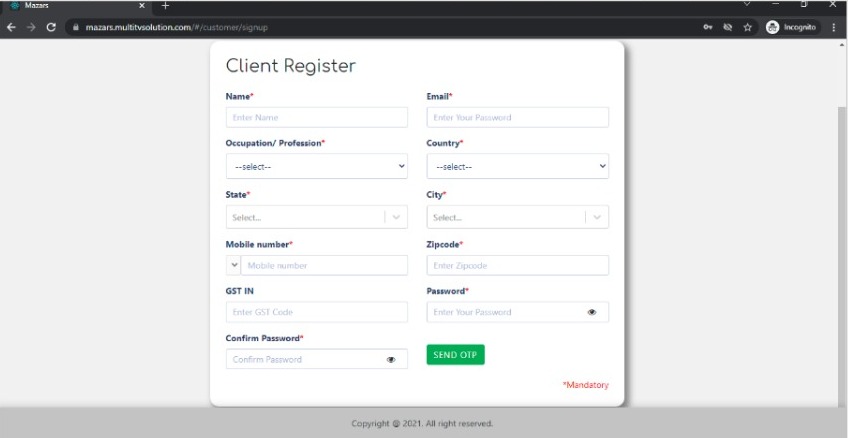 Mazars
mazars.multitvsolution.com/#/customer/signup
Incognito
Client Register
Name* Email*
Enter Name Enter Your Password
Occupation/ Profession* Country*
--select-- --select--
State* City*
Select... Select...
Mobile number* Zipcode*
Mobile number Enter Zipcode
GST IN Password*
Enter GST Code Enter Your Password
Confirm Password*
Confirm Password SEND OTP
*Mandatory
Copyright @ 2021. All right reserved.